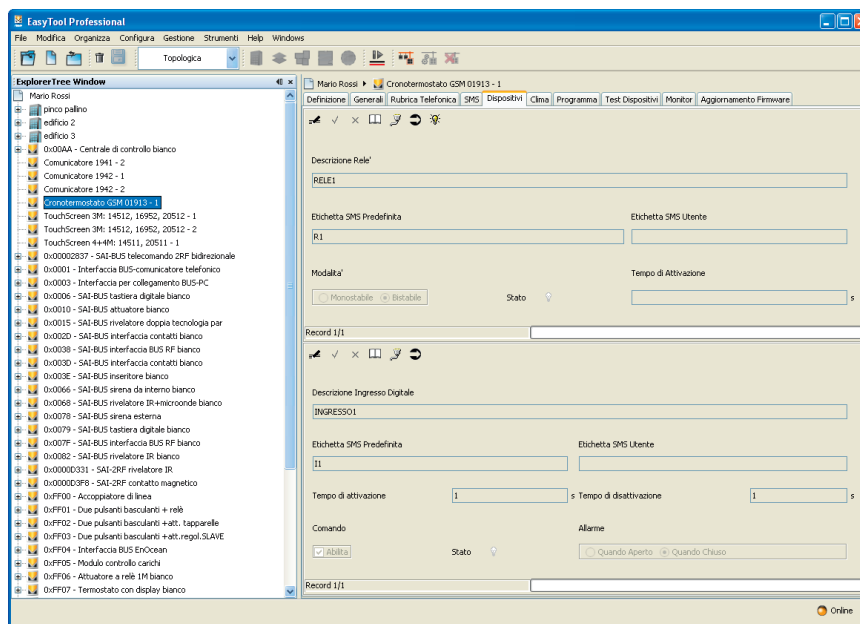 EasyTool Professional
File Modifica Organizza Configura Gestione Strumenti Help Windows
Topologica
ExplorerTree Window
Mario Rossi
pinco pallino
edificio 2
edificio 3
0x00AA - Centrale di controllo bianco
Comunicatore 1941 - 2
Comunicatore 1942 - 1
Comunicatore 1942 - 2
Cronotermostato GSM 01913 - 1
TouchScreen 3M: 14512, 16952, 20512 - 1
TouchScreen 3M: 14512, 16952, 20512 - 2
TouchScreen 4+4M: 14511, 20511 - 1
0x00002837 - SAI-BUS telecomando 2RF bidirezionale
0x0001 - Interfaccia BUS-comunicatore telefonico
0x0003 - Interfaccia per collegamento BUS-PC
0x0006 - SAI-BUS tastiera digitale bianco
0x0010 - SAI-BUS attuatore bianco
0x0015 - SAI-BUS rivelatore doppia tecnologia par
0x002D - SAI-BUS interfaccia contatti bianco
0x0038 - SAI-BUS interfaccia BUS RF bianco
0x003D - SAI-BUS interfaccia contatti bianco
0x003E - SAI-BUS inseritore bianco
0x0066 - SAI-BUS sirena da interno bianco
0x0068 - SAI-BUS rivelatore IR+microonde bianco
0x0078 - SAI-BUS sirena esterna
0x0079 - SAI-BUS tastiera digitale bianco
0x007F - SAI-BUS interfaccia BUS RF bianco
0x0082 - SAI-BUS rivelatore IR bianco
0x0000D331 - SAI-2RF rivelatore IR
0x0000D3F8 - SAI-2RF contatto magnetico
0xFF00 - Accoppiatore di linea
0xFF01 - Due pulsanti basculanti + relè
0xFF02 - Due pulsanti basculanti +att. tapparelle
0xFF03 - Due pulsanti basculanti +att.regol.SLAVE
0xFF04 - Interfaccia BUS EnOcean
0xFF05 - Modulo controllo carichi
0xFF06 - Attuatore a relè 1M bianco
0xFF07 - Termostato con display bianco
Mario Rossi Cronotermostato GSM 01913 - 1
Definizione Generali Rubrica Telefonica SMS Dispositivi Clima Programma Test Dispositivi Monitor Aggiornamento Firmware
Descrizione Rele'
RELE1
Etichetta SMS Predefinita Etichetta SMS Utente
R1
Modalita' Tempo di Attivazione
Monostabile Bistabile Stato s
Record 1/1
Descrizione Ingresso Digitale
INGRESSO1
Etichetta SMS Predefinita Etichetta SMS Utente
I1
Tempo di attivazione 1 s Tempo di disattivazione 1 s
Comando Allarme
Abilita Stato Quando Aperto Quando Chiuso
Record 1/1
Online